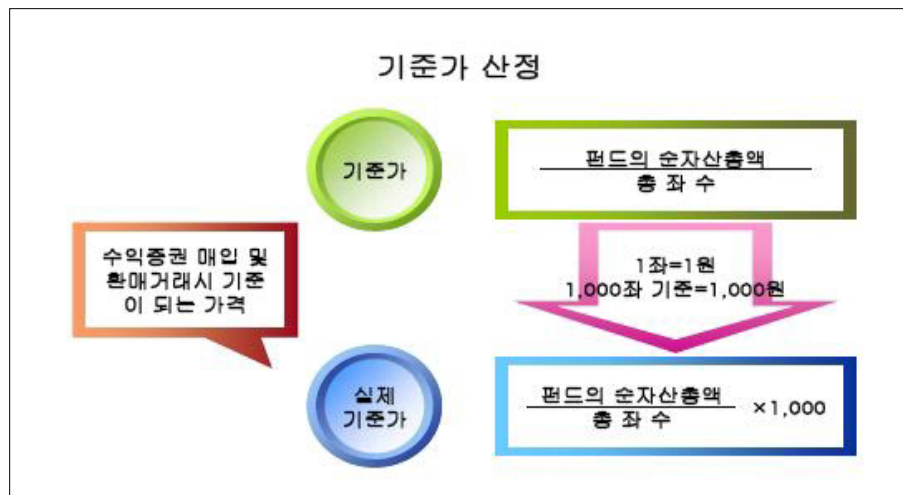 기준가 산정
기준가
펀드의 순자산총액
총 좌 수
수익증권 매입 및
환매거래시 기준
이 되는 가격
1좌=1원
1,000좌 기준=1,000원
실제
기준가
펀드의 순자산총액
총 좌 수
×1,000